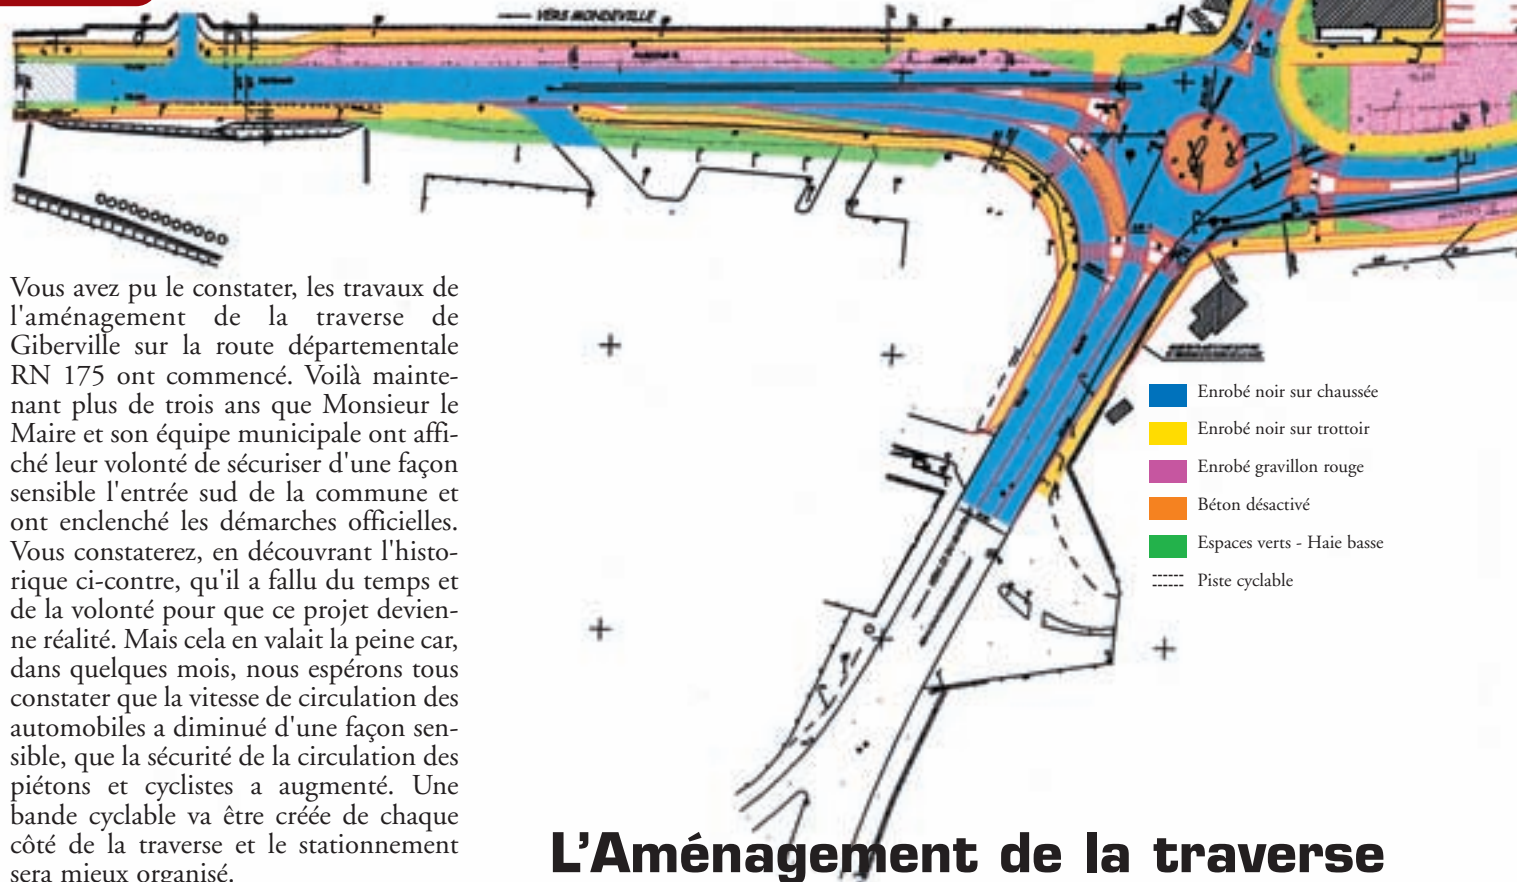 VERS MONDEVILLE
Vous avez pu le constater, les travaux de
l'aménagement de la traverse de
Giberville sur la route départementale
RN 175 ont commencé. Voilà mainte-
nant plus de trois ans que Monsieur le
Maire et son équipe municipale ont affi-
ché leur volonté de sécuriser d'une façon
sensible l'entrée sud de la commune et
ont enclenché les démarches officielles.
Vous constaterez, en découvrant l'histo-
rique ci-contre, qu'il a fallu du temps et
de la volonté pour que ce projet devien-
ne réalité. Mais cela en valait la peine car,
dans quelques mois, nous espérons tous
constater que la vitesse de circulation des
automobiles a diminué d'une façon sen-
sible, que la sécurité de la circulation des
piétons et cyclistes a augmenté. Une
bande cyclable va être créée de chaque
côté de la traverse et le stationnement
sera mieux organisé.
Enrobé noir sur chaussée
Enrobé noir sur trottoir
Enrobé gravillon rouge
Béton désactivé
Espaces verts - Haie basse
Piste cyclable
L'Aménagement de la traverse